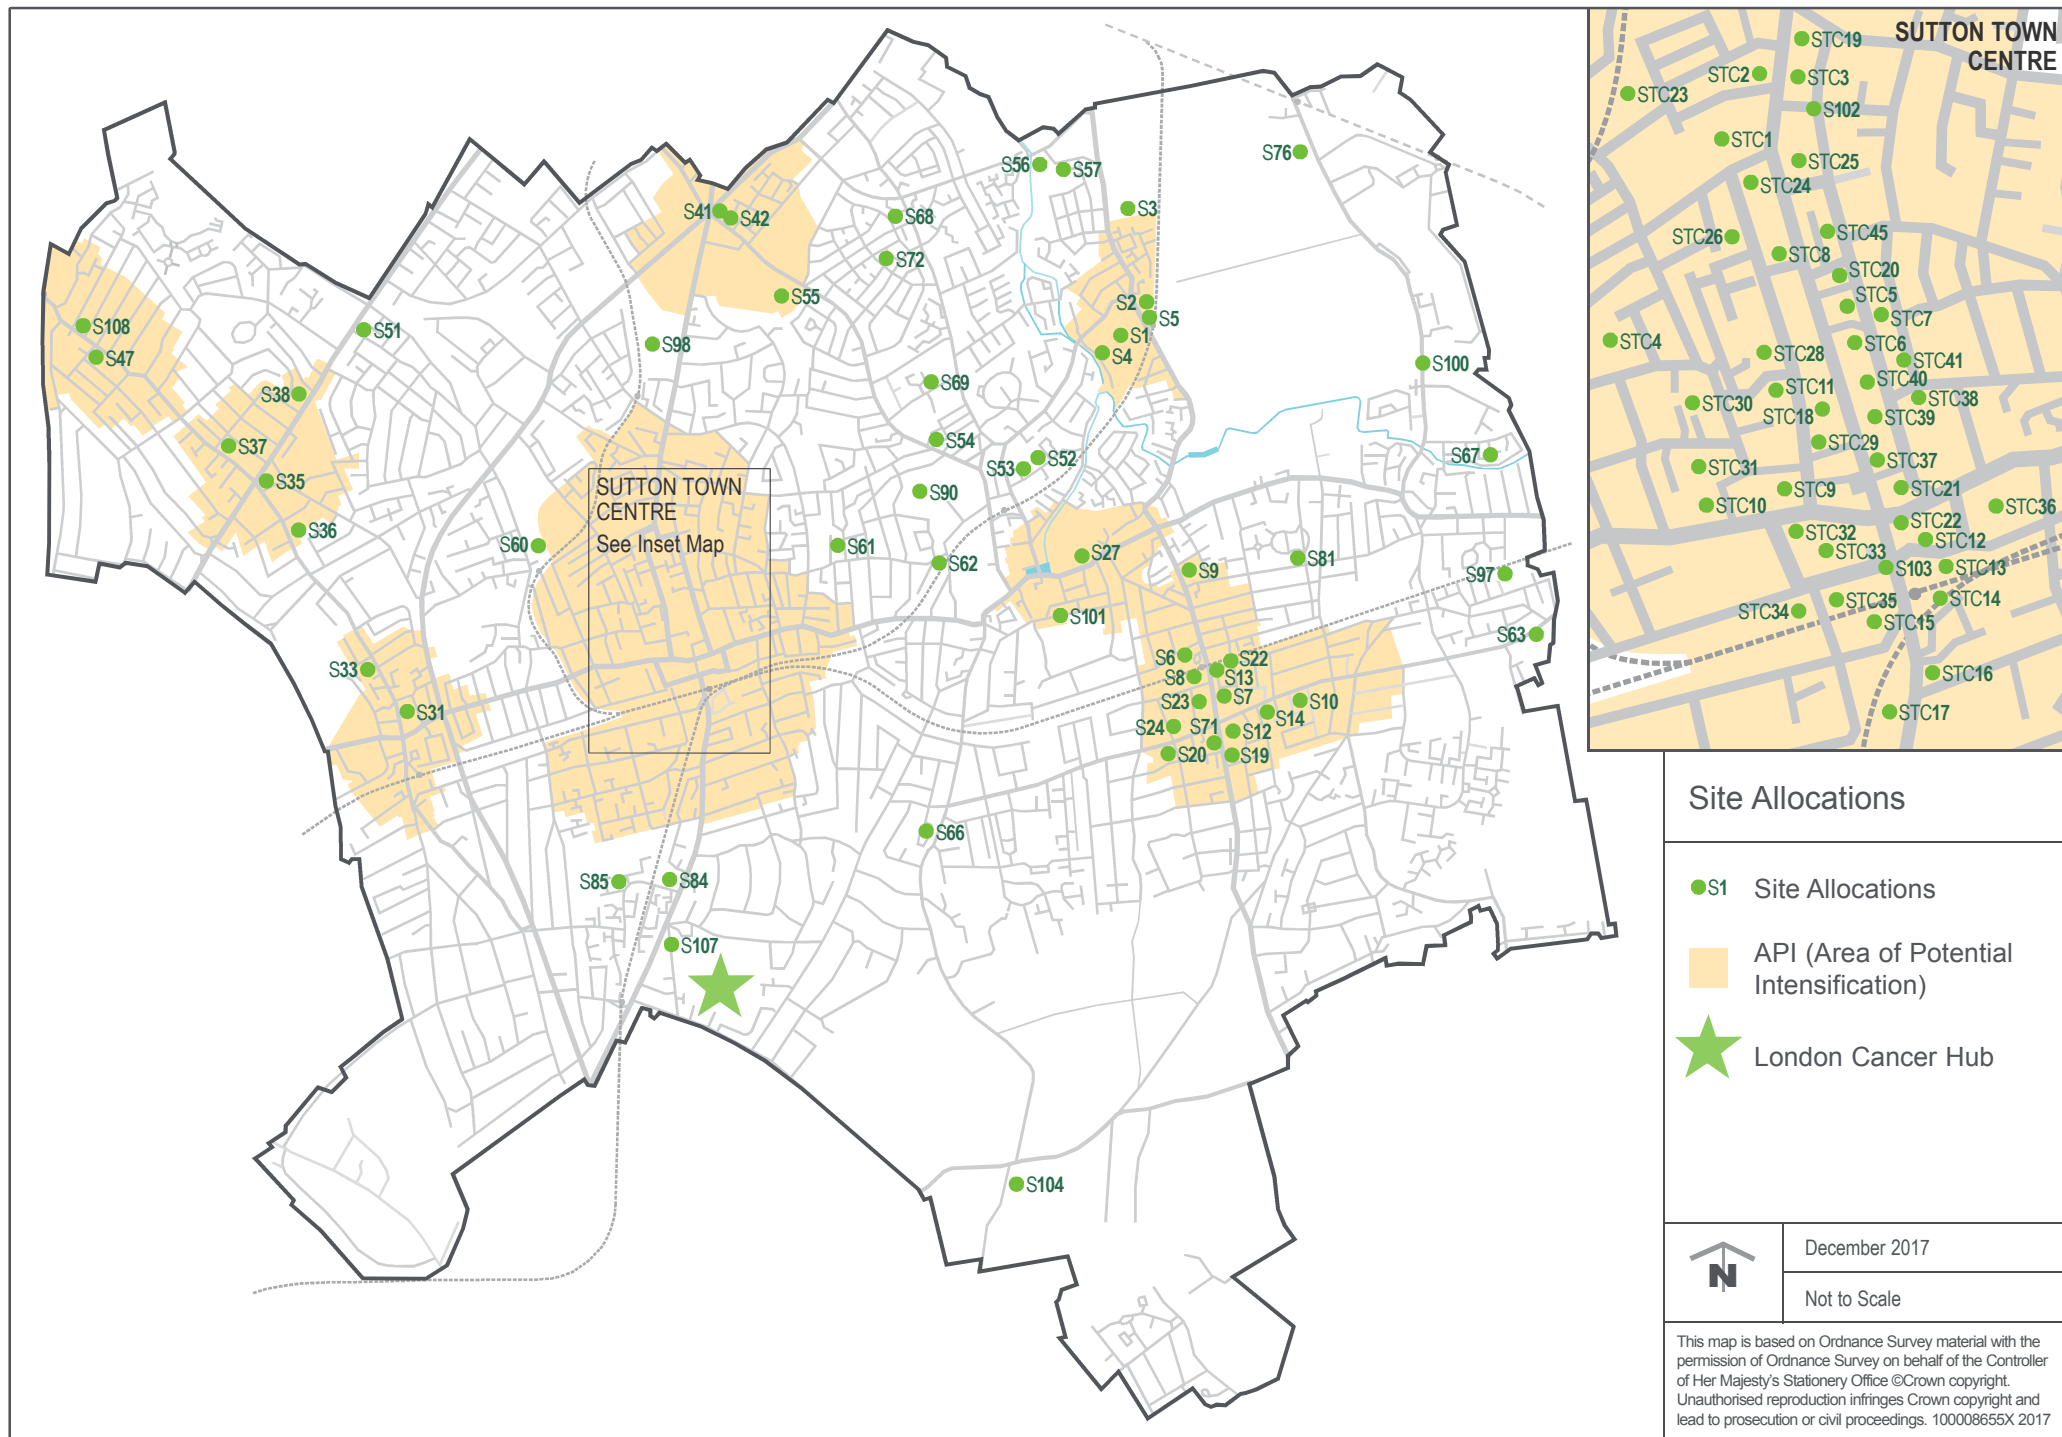 S56
S57
S76
S3
S41
S42
S68
S72
S55
S2
S5
S1
S4
S108
S47
S51
S98
S100
S38
S69
S37
S54
S52
S53
S67
S35
S90
S36
SUTTON TOWN
CENTRE
See Inset Map
S60
S61
S62
S27
S9
S81
S97
S101
S63
S33
S31
S6
S22
S8
S13
S23
S7
S10
S14
S24
S71
S12
S20
S19
S66
S85
S84
S107
S104
SUTTON TOWN
CENTRE
STC19
STC2
STC3
STC23
S102
STC1
STC25
STC24
STC26
STC45
STC8
STC20
STC5
STC7
STC4
STC6
STC28
STC41
STC40
STC11
STC38
STC30
STC18
STC39
STC29
STC37
STC31
STC9
STC21
STC10
STC36
STC22
STC32
STC12
STC33
S103
STC13
STC14
STC35
STC34
STC15
STC16
STC17
Site Allocations
S1 Site Allocations
API (Area of Potential
Intensification)
London Cancer Hub
N
December 2017
Not to Scale
This map is based on Ordnance Survey material with the
permission of Ordnance Survey on behalf of the Controller
of Her Majesty's Stationery Office ©Crown copyright.
Unauthorised reproduction infringes Crown copyright and
lead to prosecution or civil proceedings. 100008655X 2017